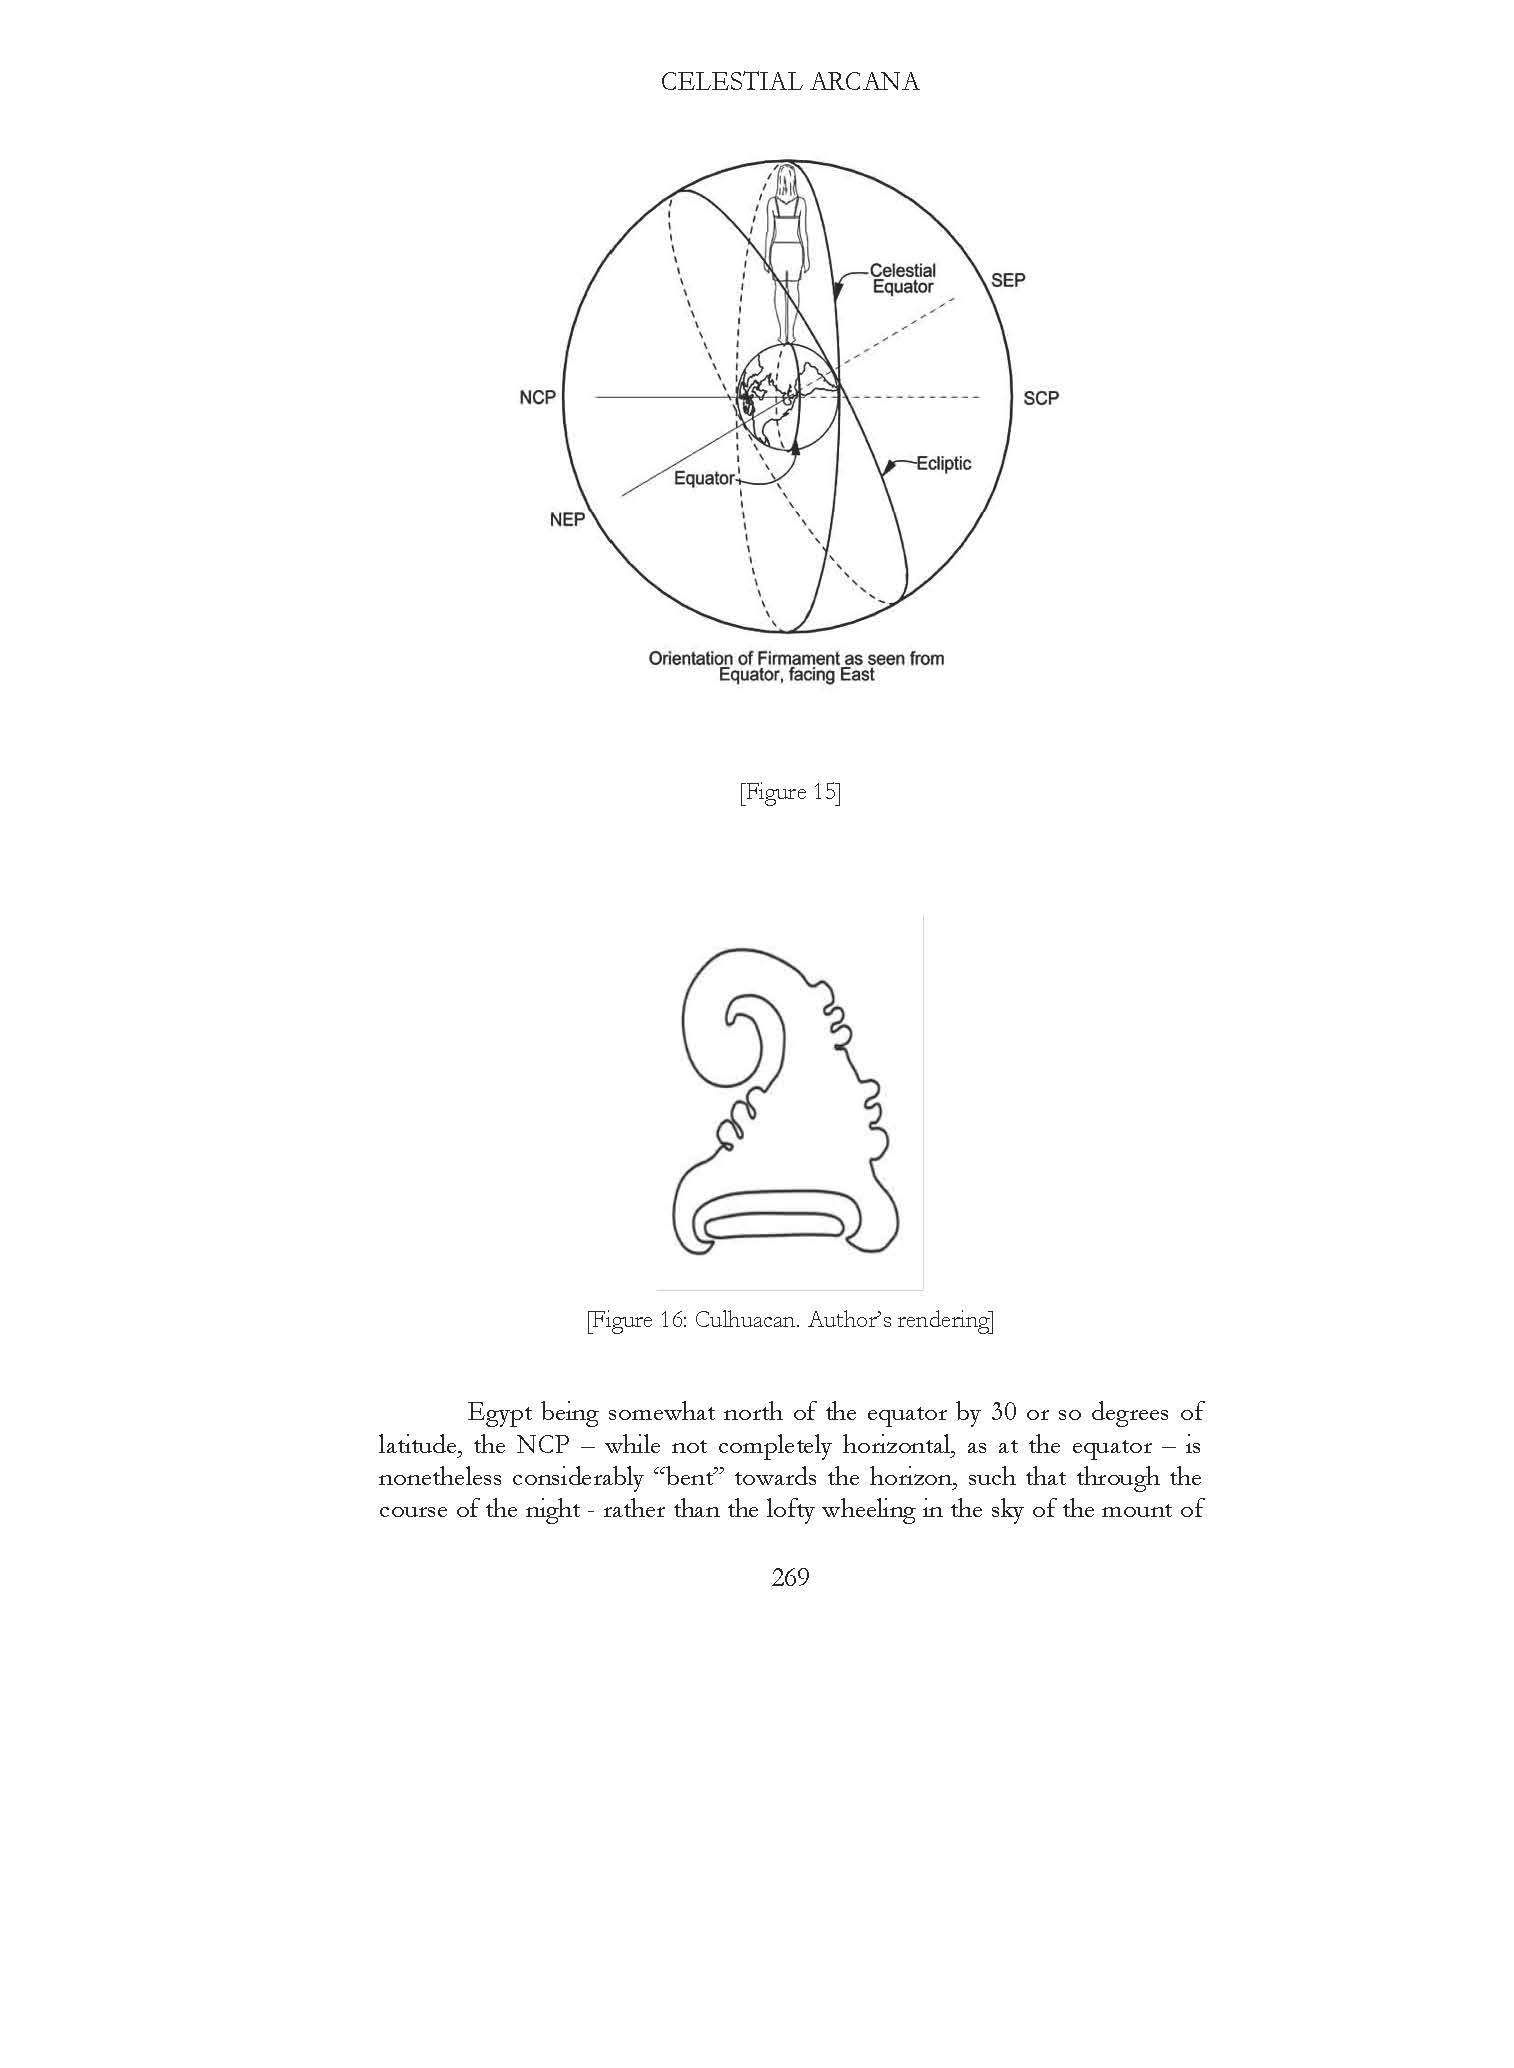 CELESTIAL ARCANA
Celestial
Equator
SEP
NCP
SCP
Ecliptic
Equator
NEP
Orientation of Firmament as seen from
Equator, facing East
[Figure 15]
[Figure 16: Culhuacan. Author’s rendering]
Egypt being somewhat north of the equator by 30 or so degrees of
latitude, the NCP – while not completely horizontal, as at the equator – is
nonetheless considerably “bent” towards the horizon, such that through the
course of the night - rather than the lofty wheeling in the sky of the mount of
269